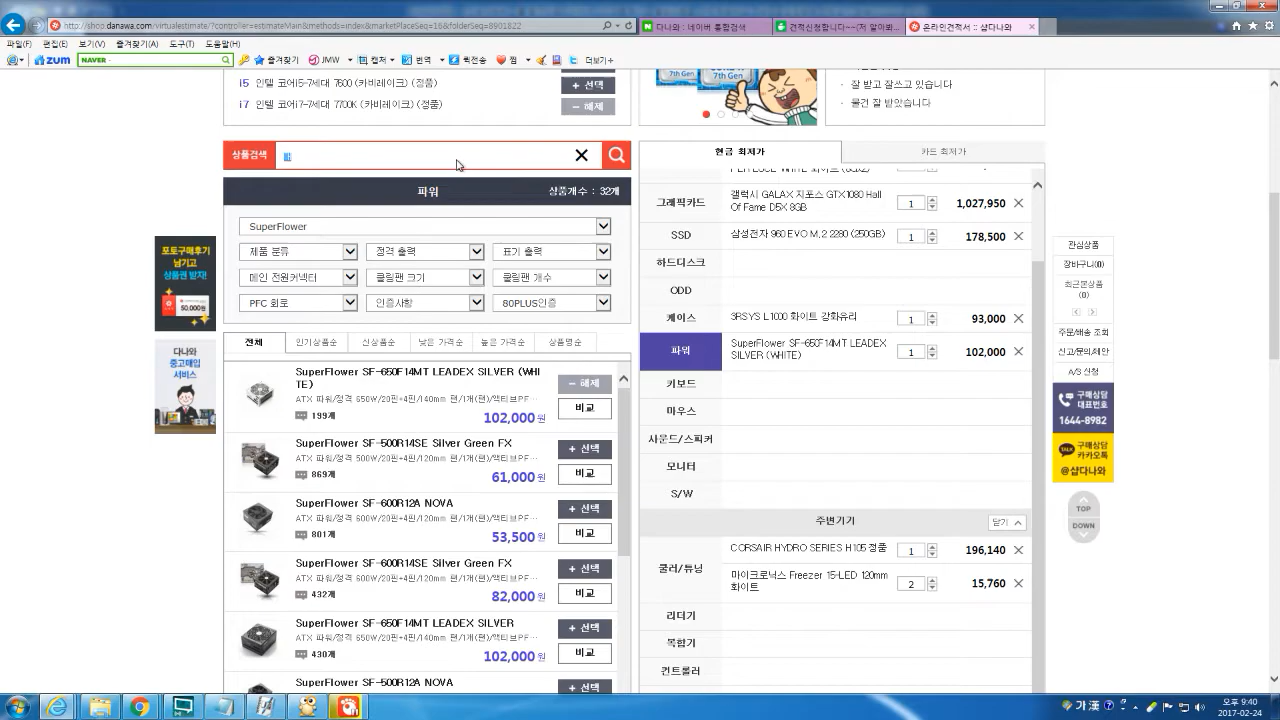 http://shop.danawa.com/virtualestimate/?controller=estimateMain&methods=index&marketPlaceSeq=16&folderSeq=8901822
다나와 : 네이버 통합검색
견적신청합니다~~(저 알아봐...
온라인견적서 :: 샵다나와
파일(F) 편집(E) 보기(V) 즐겨찾기(A) 도구(T) 도움말(H)
zum NAVER 즐겨찾기 JMW 캡처 번역 퀵전송 찜 더보기+
i5 인텔 코어i5-7세대 7600 (카비레이크) (정품)
+ 선택
i7 인텔 코어i7-7세대 7700K (카비레이크) (정품)
− 해제
7th Gen 7th Gen
잘 받고 잘쓰고 있습니다
물건 잘 받았습니다
상품검색
파워 상품개수 : 32개
SuperFlower
제품 분류 정격 출력 표기 출력
메인 전원커넥터 쿨링팬 크기 쿨링팬 개수
PFC 회로 인증사항 80PLUS인증
전체 인기상품순 신상품순 낮은 가격순 높은 가격순 상품명순
SuperFlower SF-650F14MT LEADEX SILVER (WHI
TE)
− 해제
ATX 파워/정격 650W/20핀+4핀/140mm 팬/1개(팬)/액티브PF…
비교
199개
102,000원
SuperFlower SF-500R14SE Silver Green FX
+ 선택
ATX 파워/정격 500W/20핀+4핀/140mm 팬/1개(팬)/액티브PF…
869개
비교
61,000원
SuperFlower SF-600R12A NOVA
+ 선택
ATX 파워/정격 600W/20핀+4핀/120mm 팬/1개(팬)/액티브PF…
801개
비교
53,500원
SuperFlower SF-600R14SE Silver Green FX
+ 선택
ATX 파워/정격 600W/20핀+4핀/140mm 팬/1개(팬)/액티브PF…
432개
비교
82,000원
SuperFlower SF-650F14MT LEADEX SILVER
+ 선택
ATX 파워/정격 650W/20핀+4핀/140mm 팬/1개(팬)/액티브PF…
430개
비교
102,000원
SuperFlower SF-500R12A NOVA
+ 선택
현금 최저가 카드 최저가
그래픽카드
갤럭시 GALAX 지포스 GTX1080 Hall
Of Fame D5X 8GB
1 1,027,950
SSD 삼성전자 960 EVO M.2 2280 (250GB) 1 178,500
하드디스크
ODD
케이스 3RSYS L1000 화이트 강화유리 1 93,000
파워
SuperFlower SF-650F14MT LEADEX
SILVER (WHITE)
1 102,000
키보드
마우스
사운드/스피커
모니터
S/W
주변기기 닫기
쿨러/튜닝
CORSAIR HYDRO SERIES H105 정품 1 196,140
마이크로닉스 Freezer 15-LED 120mm
화이트
2 15,760
리더기
복합기
컨트롤러
포토구매후기
남기고
상품권 받자!
50,000원
다나와
중고매입
서비스
관심상품
장바구니(0)
최근본상품
(0)
주문/배송 조회
신고/문의/제안
A/S 신청
구매상담
대표번호
1644-8982
TALK
구매상담
카카오톡
@샵다나와
TOP
DOWN
가 漢
오후 9:40
2017-02-24